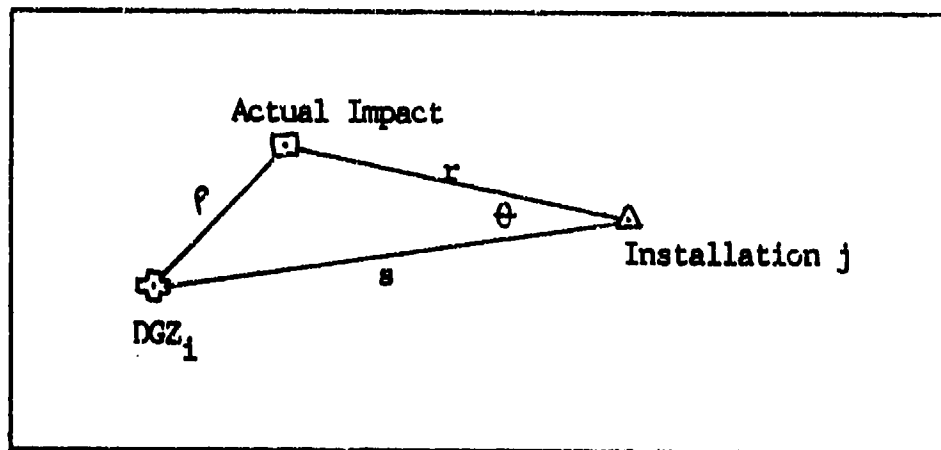 Actual Impact
ρ
r
θ
s
Installation j
DGZi